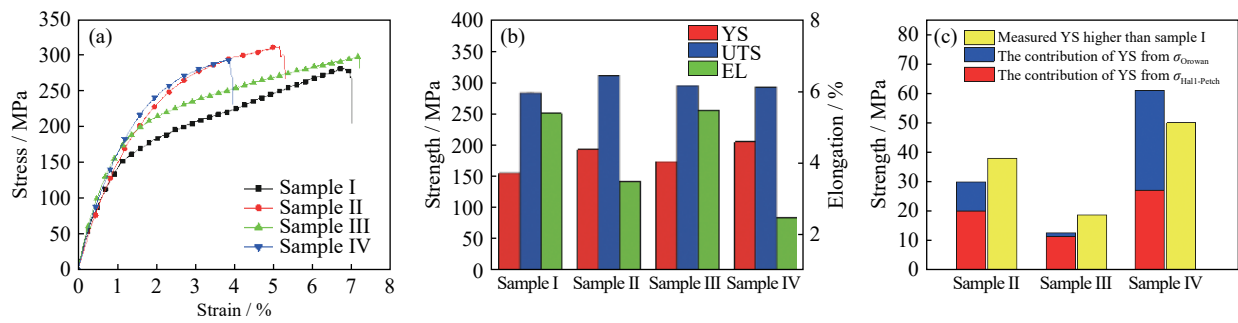 (a)
350
300
250
200
150
100
50
0
Stress / MPa
0 1 2 3 4 5 6 7 8
Strain / %
Sample I
Sample II
Sample III
Sample IV
(b)
400
350
300
250
200
150
100
50
0
Strength / MPa
YS
UTS
EL
8
6
4
2
Elongation / %
Sample I Sample II Sample III Sample IV
(c)
80
70
60
50
40
30
20
10
0
Strength / MPa
Measured YS higher than sample I
The contribution of YS from σOrowan
The contribution of YS from σHal1-Petch
Sample II Sample III Sample IV